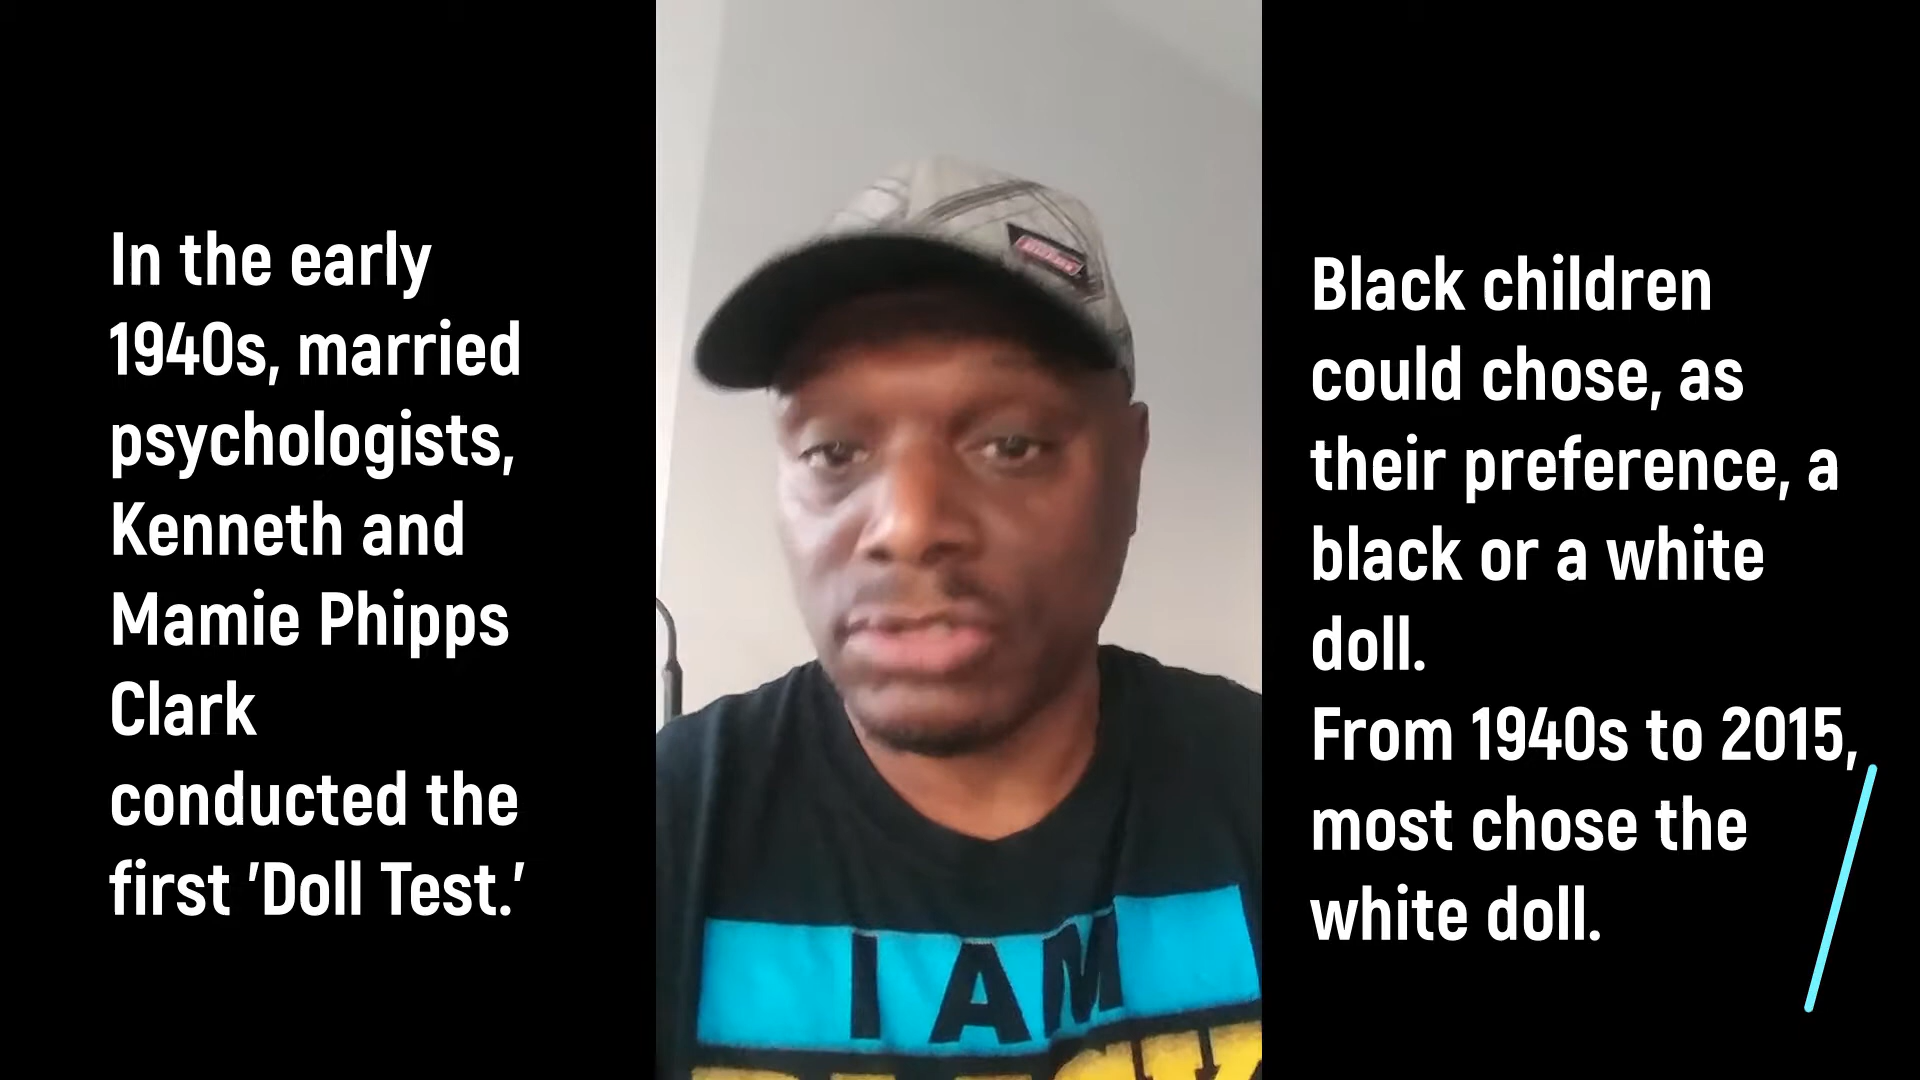 In the early
1940s, married
psychologists,
Kenneth and
Mamie Phipps
Clark
conducted the
first 'Doll Test.'
I AM
Black children
could chose, as
their preference, a
black or a white
doll.
From 1940s to 2015,
most chose the
white doll.